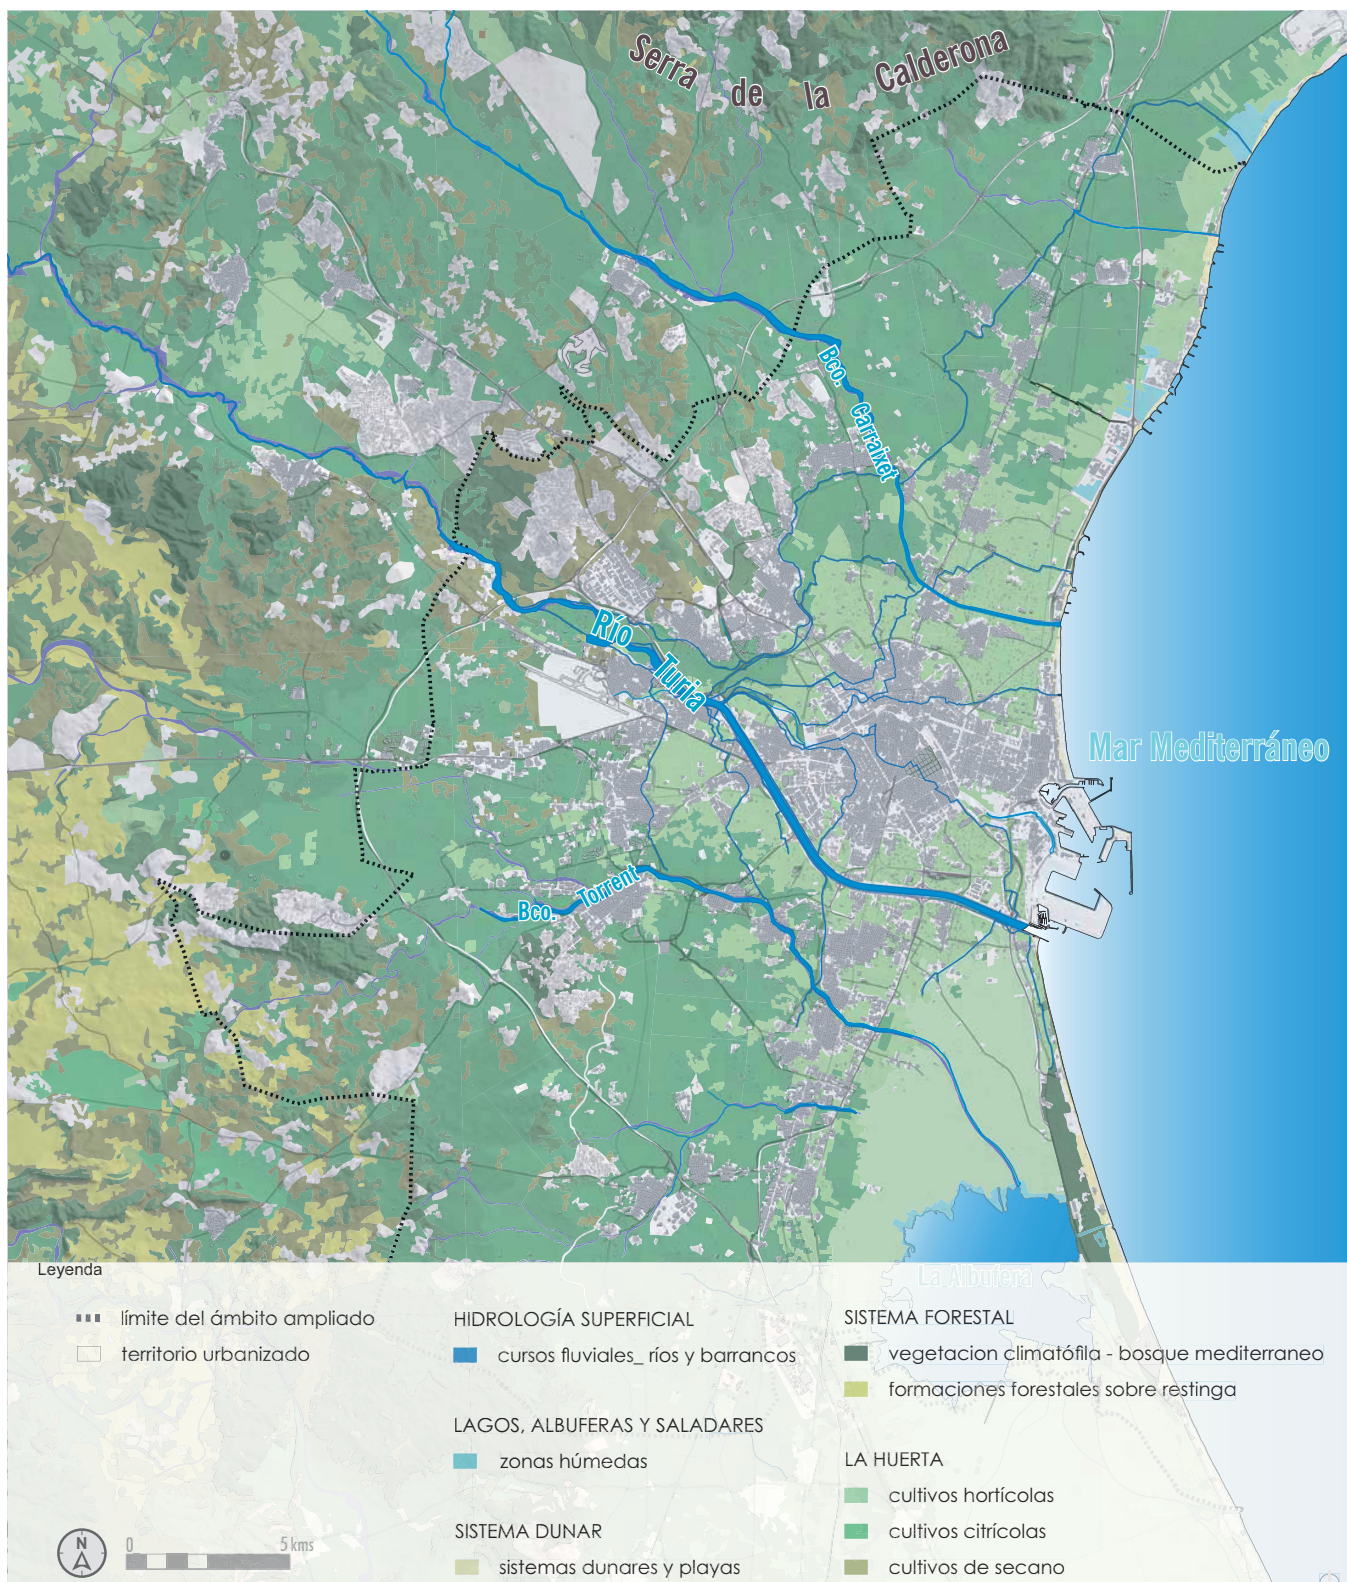 Serra de la Calderona
Bco. Carraixet
Río Turia
Mar Mediterráneo
Bco. Torrent
La Albufera
Leyenda
límite del ámbito ampliado
territorio urbanizado
HIDROLOGÍA SUPERFICIAL
cursos fluviales_ ríos y barrancos
LAGOS, ALBUFERAS Y SALADARES
zonas húmedas
SISTEMA DUNAR
sistemas dunares y playas
SISTEMA FORESTAL
vegetacion climatófila - bosque mediterraneo
formaciones forestales sobre restinga
LA HUERTA
cultivos hortícolas
cultivos citrícolas
cultivos de secano
N
0 5 kms